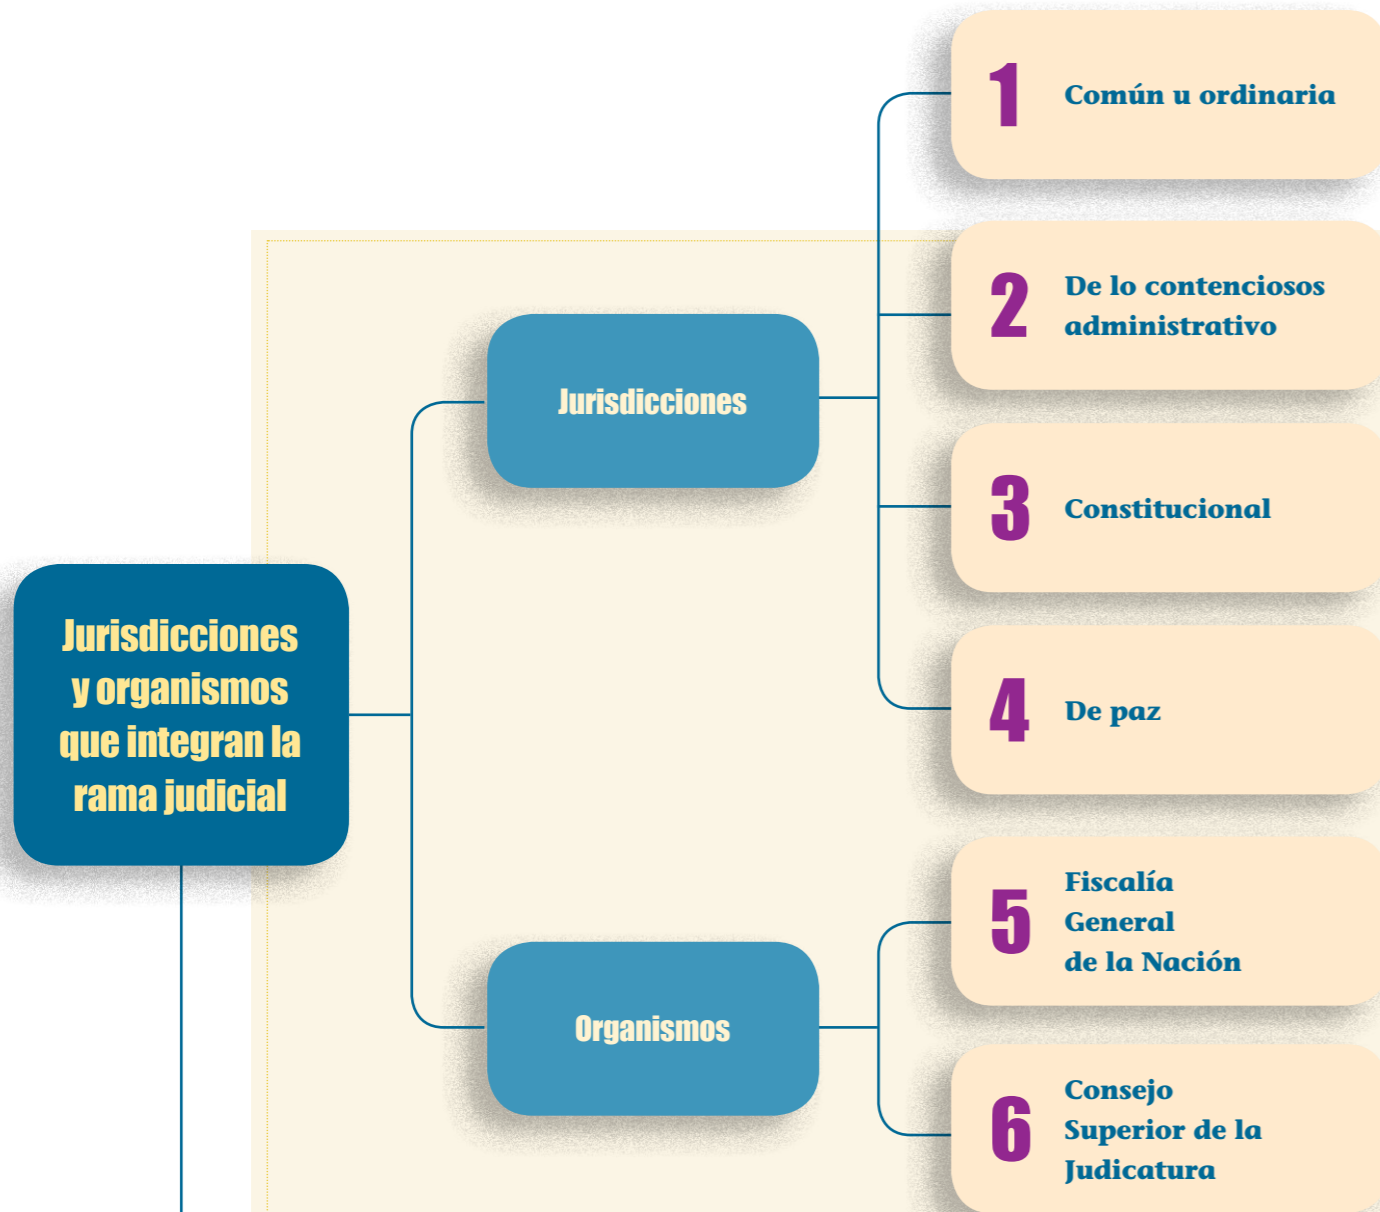 Jurisdicciones
y organismos
que integran la
rama judicial
Jurisdicciones
1
Común u ordinaria
2
De lo contenciosos
administrativo
3
Constitucional
4
De paz
Organismos
5
Fiscalía
General
de la Nación
6
Consejo
Superior de la
Judicatura